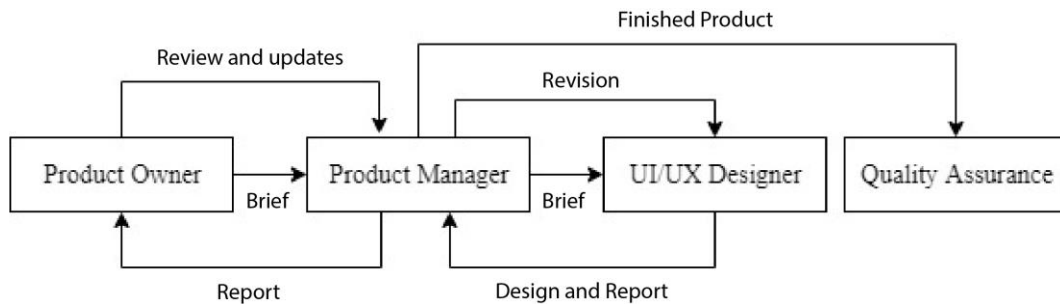 Finished Product
Review and updates
Revision
Product Owner
Brief
Product Manager
Brief
UI/UX Designer
Quality Assurance
Report
Design and Report